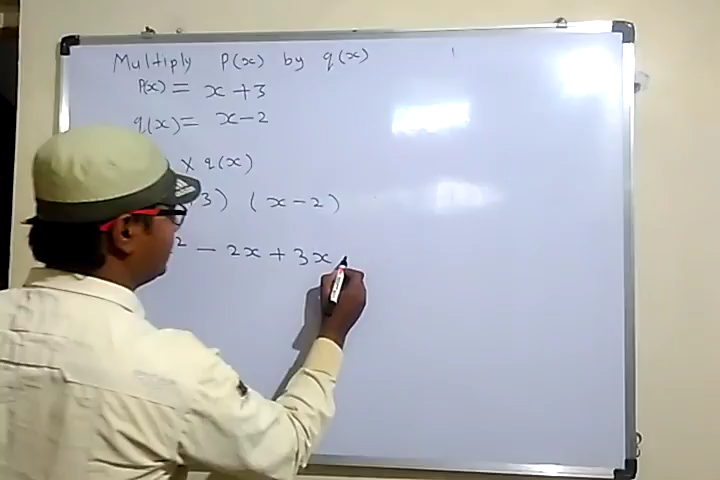 Multiply P(x) by q(x)
P(x) = x + 3
q(x) = x - 2
x q(x)
3) (x - 2)
2 - 2x + 3x